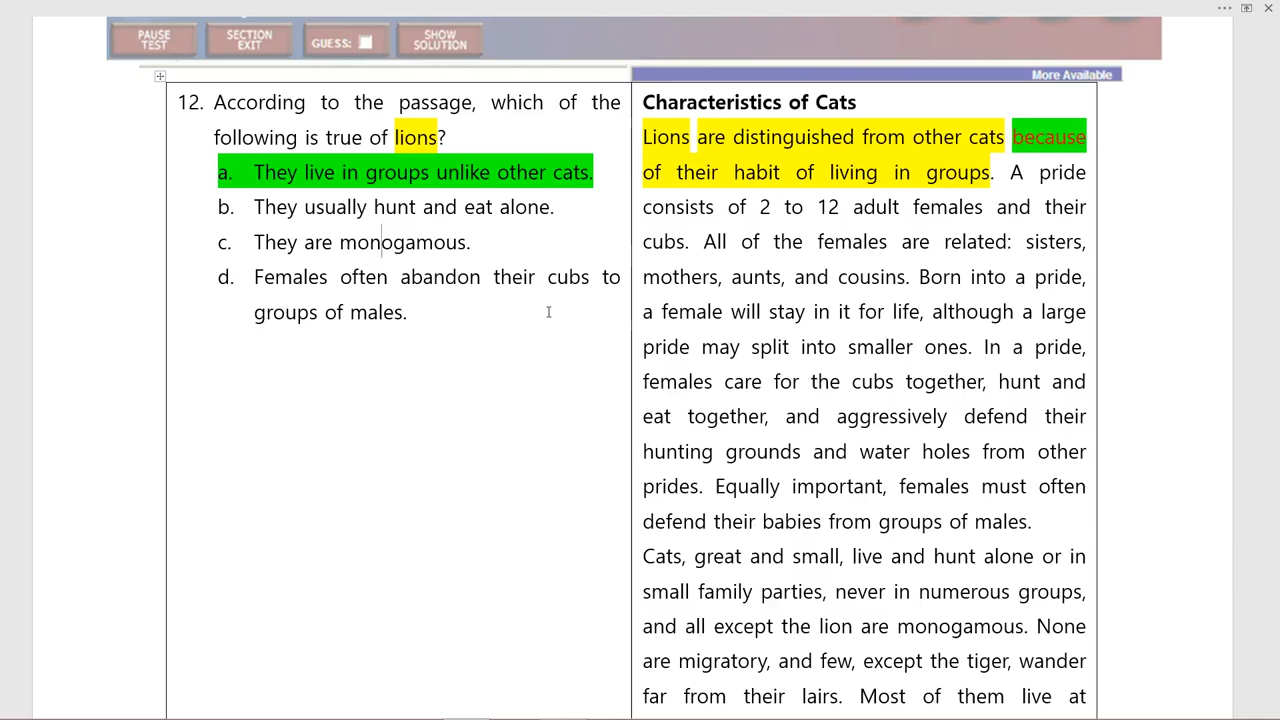 PAUSE
TEST
SECTION
EXIT
GUESS:
SHOW
SOLUTION
More Available
12. According to the passage, which of the
following is true of lions?
a. They live in groups unlike other cats.
b. They usually hunt and eat alone.
c. They are monogamous.
d. Females often abandon their cubs to
groups of males.
Characteristics of Cats
Lions are distinguished from other cats because
of their habit of living in groups. A pride
consists of 2 to 12 adult females and their
cubs. All of the females are related: sisters,
mothers, aunts, and cousins. Born into a pride,
a female will stay in it for life, although a large
pride may split into smaller ones. In a pride,
females care for the cubs together, hunt and
eat together, and aggressively defend their
hunting grounds and water holes from other
prides. Equally important, females must often
defend their babies from groups of males.
Cats, great and small, live and hunt alone or in
small family parties, never in numerous groups,
and all except the lion are monogamous. None
are migratory, and few, except the tiger, wander
far from their lairs. Most of them live at